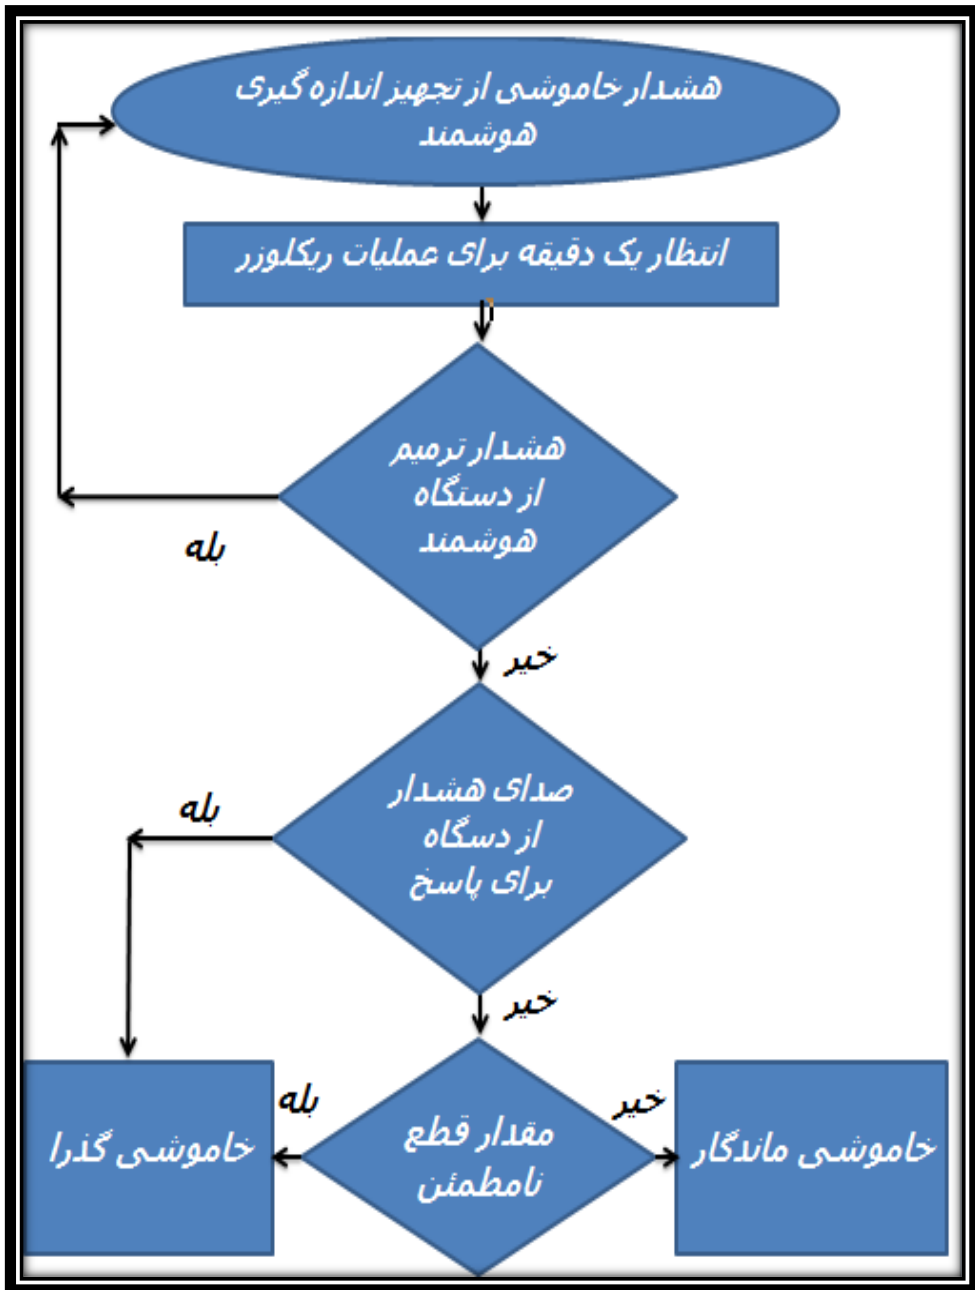 هشدار خاموشی از تجهیز اندازه گیری
هوشمند
انتظار یک دقیقه برای عملیات ریکلوزر
هشدار ترمیم
از دستگاه
هوشمند
بله
خیر
صدای هشدار
از دسگاه
برای پاسخ
بله
خیر
مقدار قطع
نامطمئن
خیر
بله
خاموشی ماندگار
خاموشی گذرا